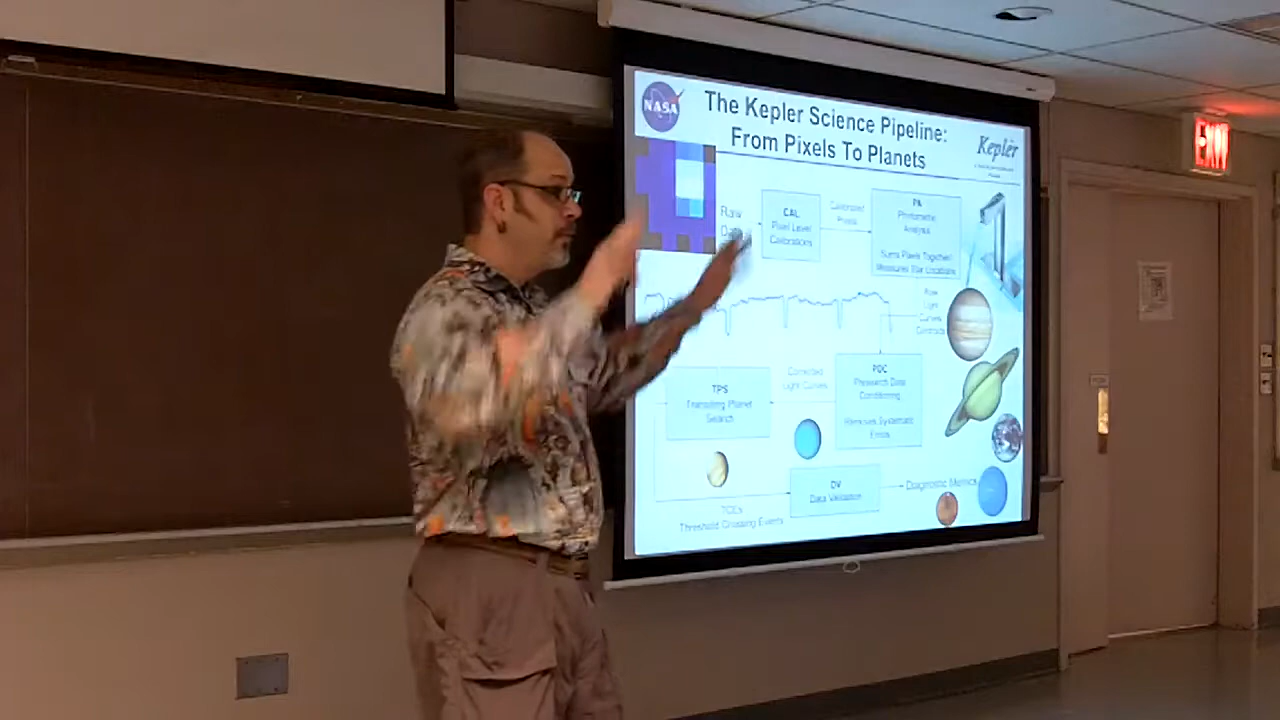 NASA
The Kepler Science Pipeline:
From Pixels To Planets
Kepler
EXIT
Raw
CAL
Pixel Level
Calibrations
Calibrated
Pixels
PA
Photometric
Analysis
Sums Pixels Together/
Measures Star Locations
Raw
Light
Curves/
Centroids
TPS
Transiting Planet
Search
Corrected
Light Curves
PDC
Presearch Data
Conditioning
Removes Systematic
Errors
DV
Data Validation
Diagnostic Metrics
TCEs
Threshold Crossing Events